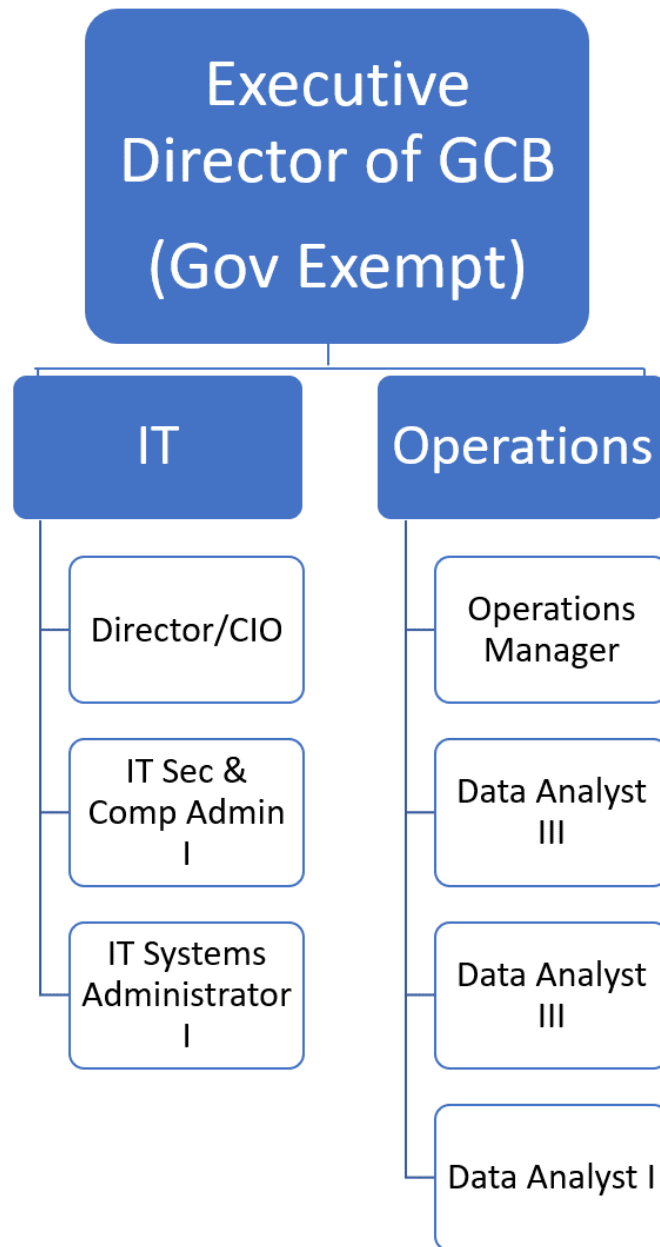 Executive
Director of GCB
(Gov Exempt)
IT
Director/CIO
IT Sec &
Comp Admin
I
IT Systems
Administrator
I
Operations
Operations
Manager
Data Analyst
III
Data Analyst
III
Data Analyst I